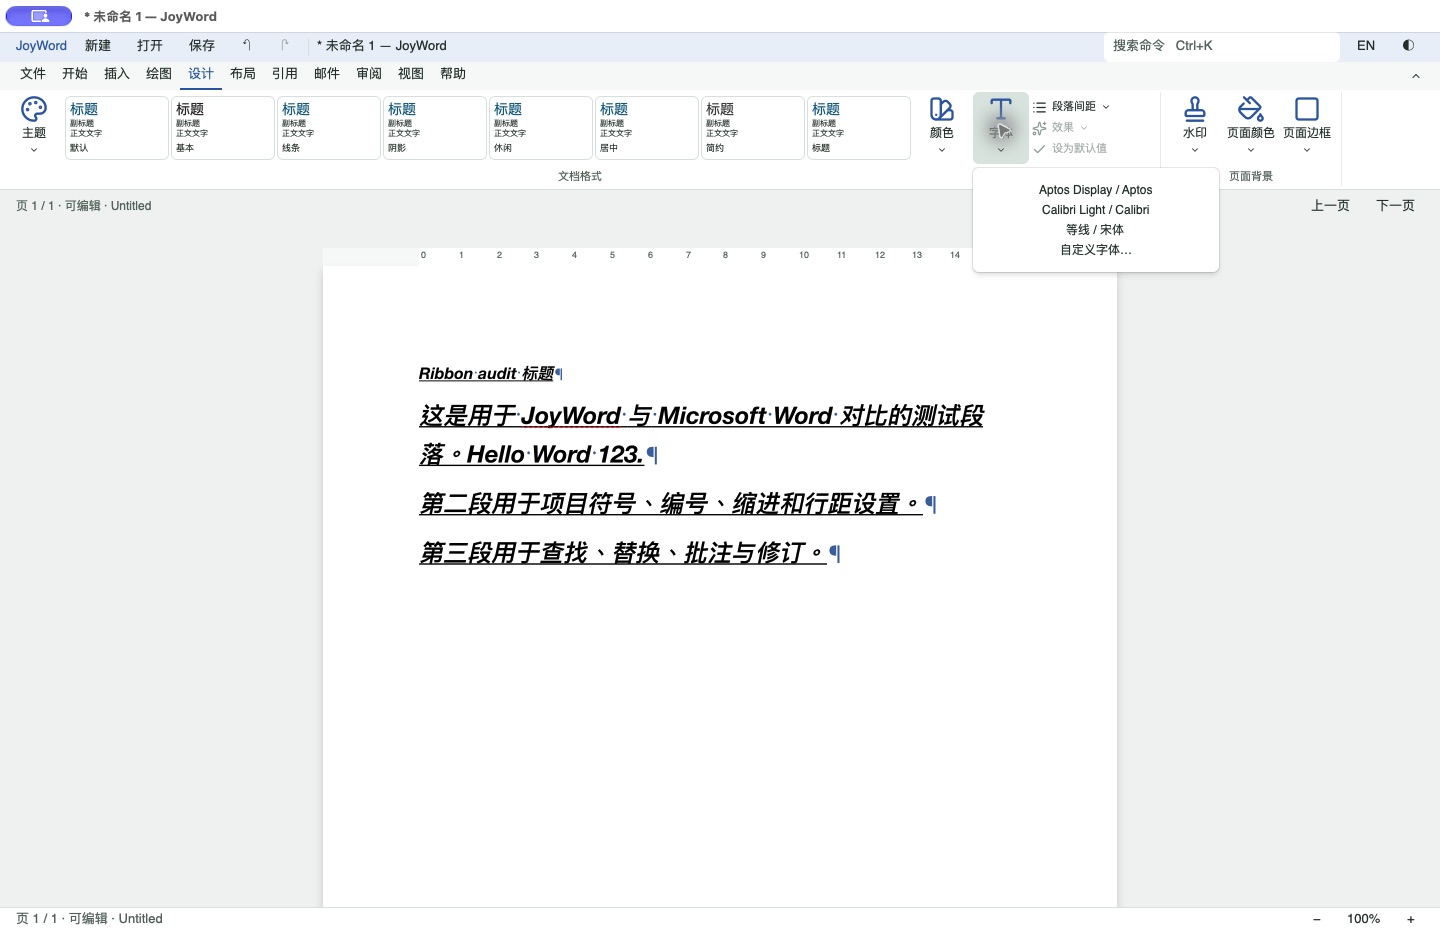 * 未命名 1 — JoyWord
JoyWord 新建 打开 保存 * 未命名 1 — JoyWord 搜索命令 Ctrl+K EN
文件 开始 插入 绘图 设计 布局 引用 邮件 审阅 视图 帮助
主题
标题
副标题
正文文字
默认
标题
副标题
正文文字
基本
标题
副标题
正文文字
线条
标题
副标题
正文文字
阴影
标题
副标题
正文文字
休闲
标题
副标题
正文文字
居中
标题
副标题
正文文字
简约
标题
副标题
正文文字
标题
文档格式
颜色
段落间距
效果
设为默认值
水印 页面颜色 页面边框
页面背景
Aptos Display / Aptos
Calibri Light / Calibri
等线 / 宋体
自定义字体...
页 1 / 1 · 可编辑 · Untitled 上一页 下一页
0 1 2 3 4 5 6 7 8 9 10 11 12 13 14
Ribbon audit 标题¶
这是用于 JoyWord 与 Microsoft Word 对比的测试段
落。Hello Word 123.¶
第二段用于项目符号、编号、缩进和行距设置。¶
第三段用于查找、替换、批注与修订。¶
页 1 / 1 · 可编辑 · Untitled − 100% +